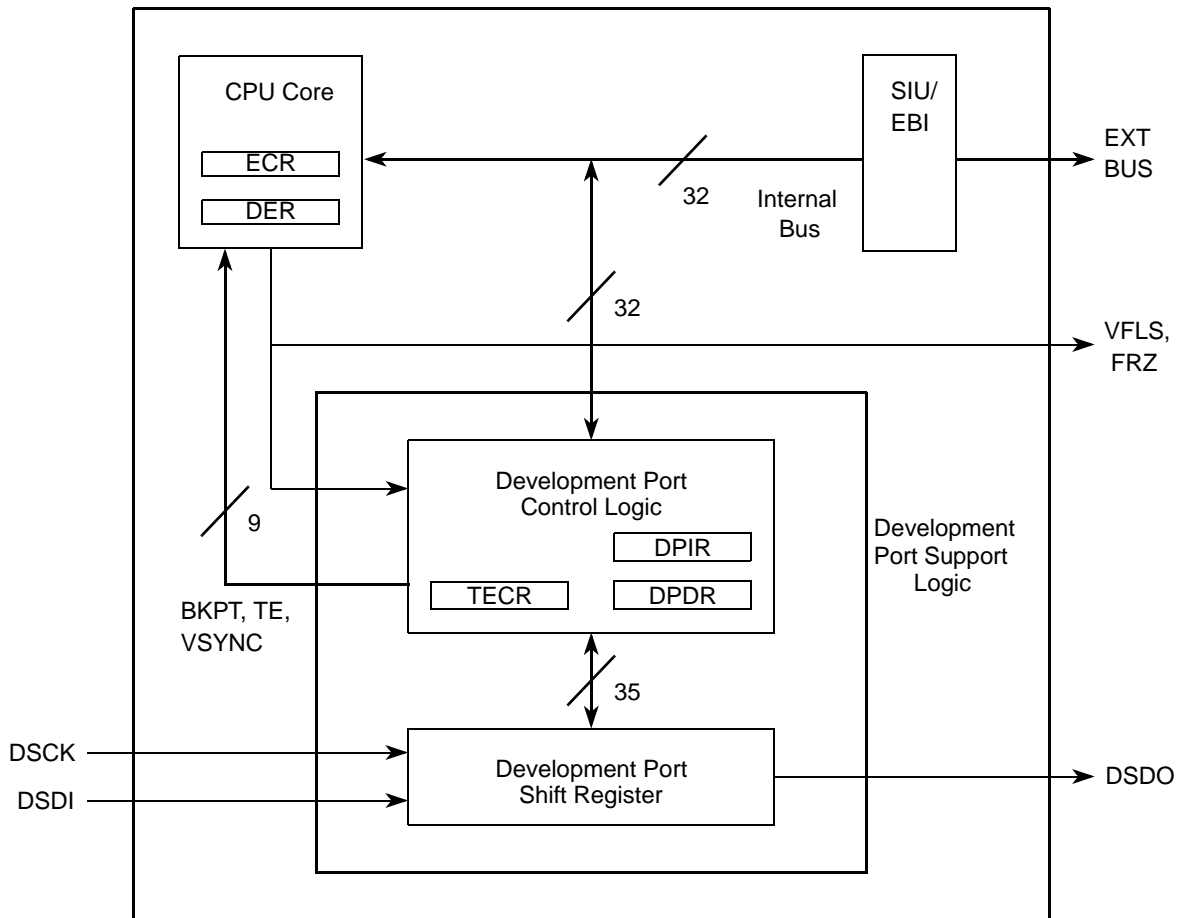 CPU Core
ECR
DER
SIU/
EBI
EXT
BUS
32
Internal
Bus
32
VFLS,
FRZ
Development Port
Control Logic
9
DPIR
TECR
DPDR
Development
Port Support
Logic
BKPT, TE,
VSYNC
35
DSCK
DSDI
Development Port
Shift Register
DSDO